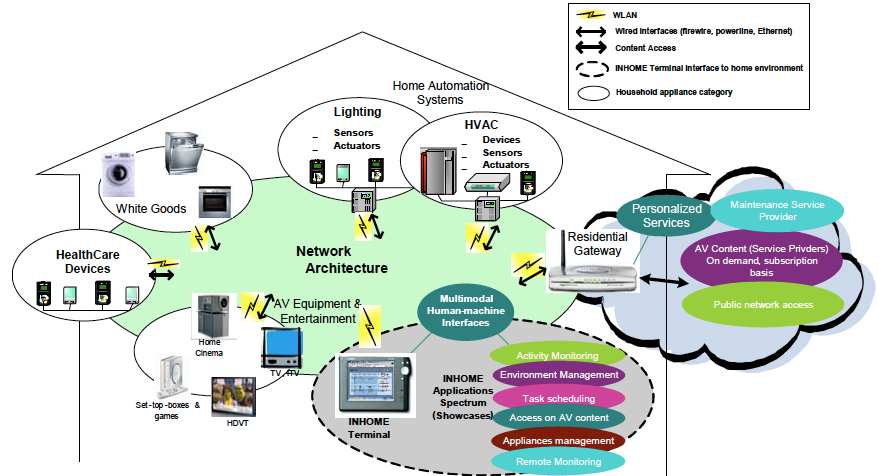 WLAN
Wired Interfaces (firewire, powerline, Ethernet)
Content Access
INHOME Terminal Interface to home environment
Household appliance category
Home Automation
Systems
Lighting
– Sensors
– Actuators
HVAC
– Devices
– Sensors
– Actuators
White Goods
HealthCare
Devices
Network
Architecture
Residential
Gateway
Personalized
Services
Maintenance Service
Provider
AV Content (Service Privders)
On demand, subscription
basis
Public network access
AV Equipment &
Entertainment
Home
Cinema
TV, iTV
Set-top-boxes &
games
HDVT
Multimodal
Human-machine
Interfaces
INHOME
Terminal
INHOME
Applications
Spectrum
(Showcases)
Activity Monitoring
Environment Management
Task scheduling
Access on AV content
Appliances management
Remote Monitoring